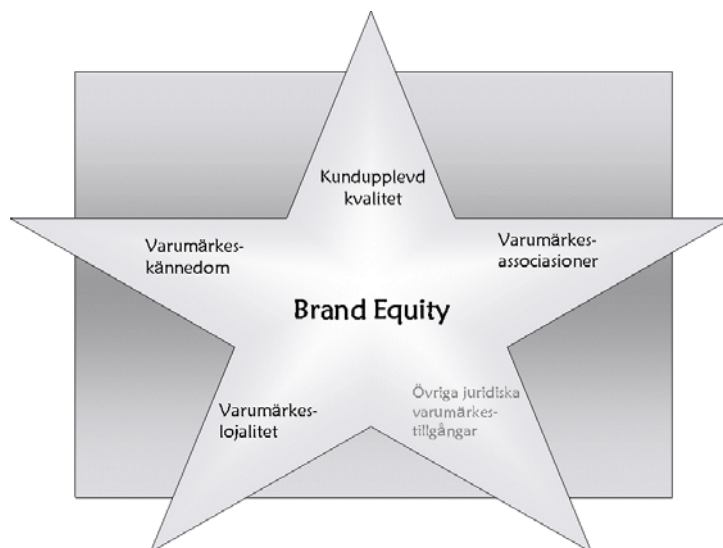 Kundupplevd
kvalitet
Varumärkes-
kännedom
Varumärkes-
associasioner
Brand Equity
Varumärkes-
lojalitet
Övriga juridiska
varumärkes-
tillgångar